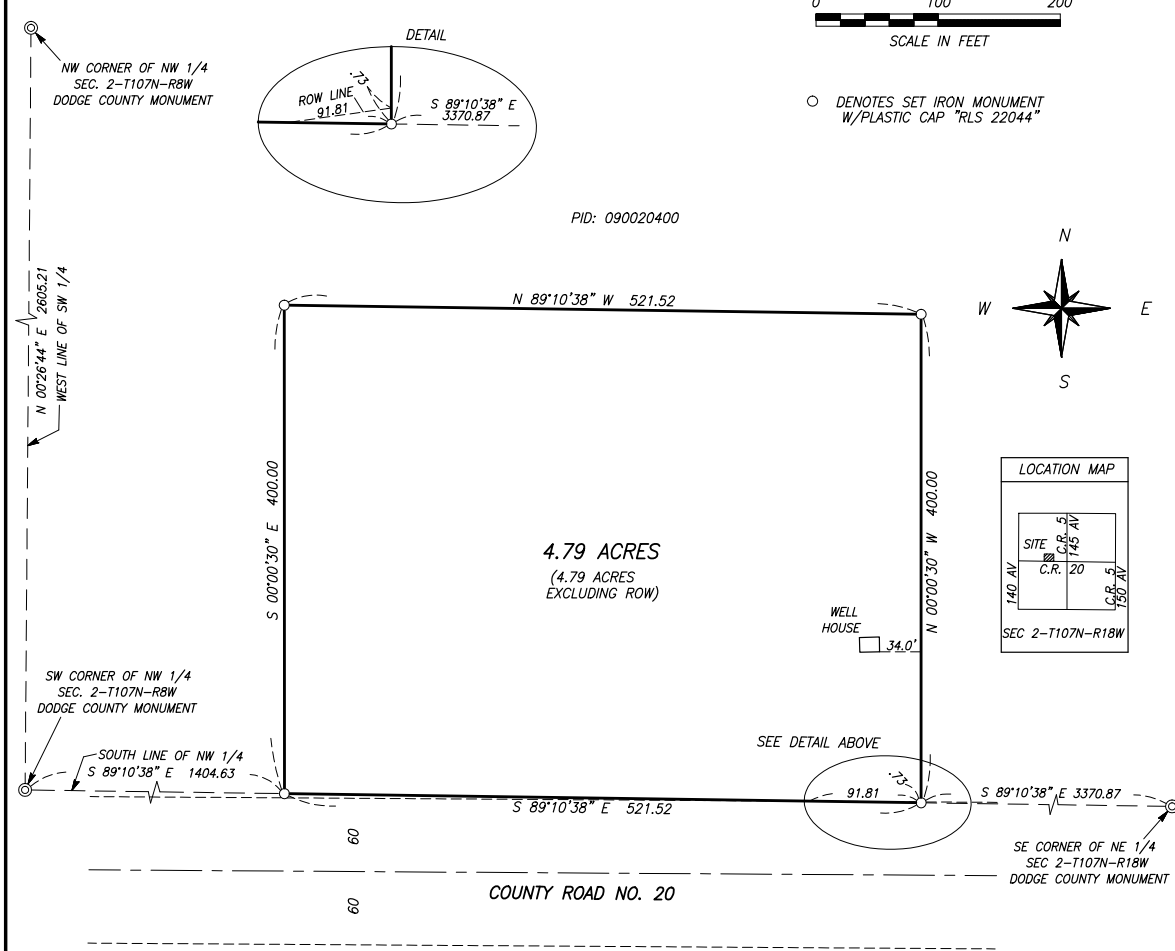 0 100 200
SCALE IN FEET
DETAIL
NW CORNER OF NW 1/4
SEC. 2-T107N-R8W
DODGE COUNTY MONUMENT
.73
ROW LINE
91.81
S 89°10'38" E
3370.87
DENOTES SET IRON MONUMENT
W/PLASTIC CAP "RLS 22044"
PID: 090020400
N
W E
S
N 00°26'44" E 2605.21
WEST LINE OF SW 1/4
N 89°10'38" W 521.52
S 00°00'30" E 400.00
N 00°00'30" W 400.00
4.79 ACRES
(4.79 ACRES
EXCLUDING ROW)
WELL
HOUSE
34.0'
LOCATION MAP
SITE
C.R. 5
145 AV
C.R. 20
140 AV
C.R. 5
150 AV
SEC 2-T107N-R18W
SW CORNER OF NW 1/4
SEC. 2-T107N-R8W
DODGE COUNTY MONUMENT
SOUTH LINE OF NW 1/4
S 89°10'38" E 1404.63
SEE DETAIL ABOVE
.73
91.81
S 89°10'38" E 521.52
S 89°10'38" E 3370.87
SE CORNER OF NE 1/4
SEC 2-T107N-R18W
DODGE COUNTY MONUMENT
60
COUNTY ROAD NO. 20
60